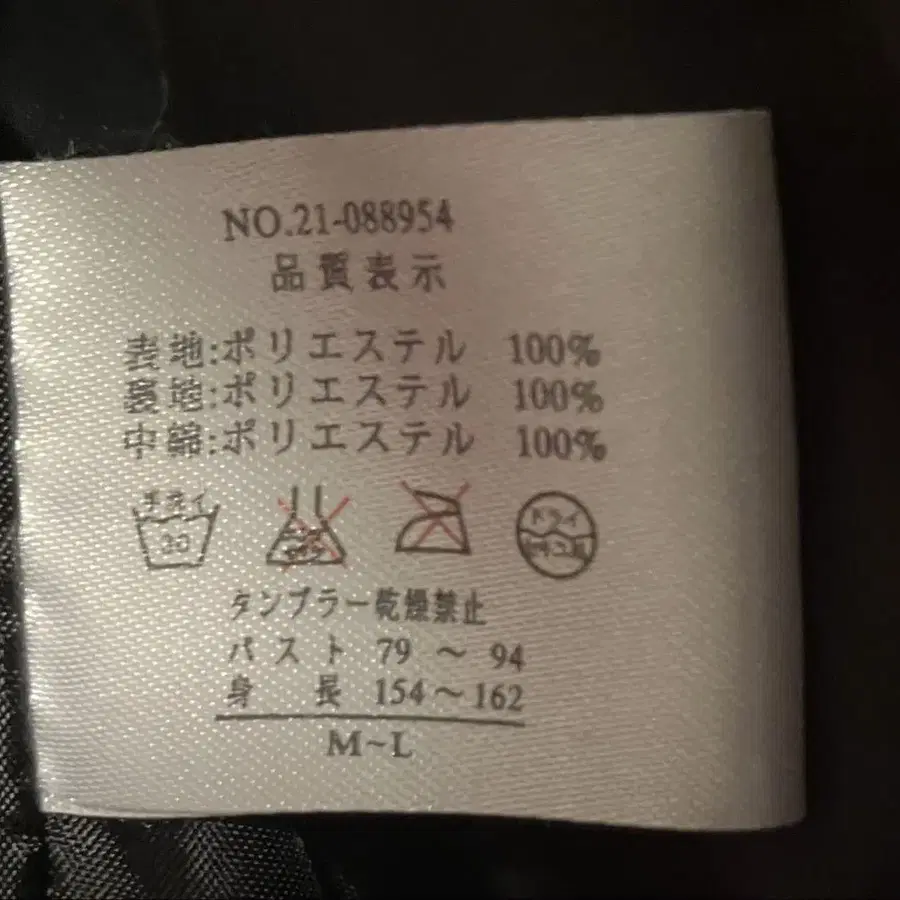 NO.21-088954
品質表示
表地:ポリエステル 100%
裏地:ポリエステル 100%
中綿:ポリエステル 100%
手洗イ
30
ドライ
タンブラー乾燥禁止
バスト 79 ~ 94
身 長 154~162
M~L